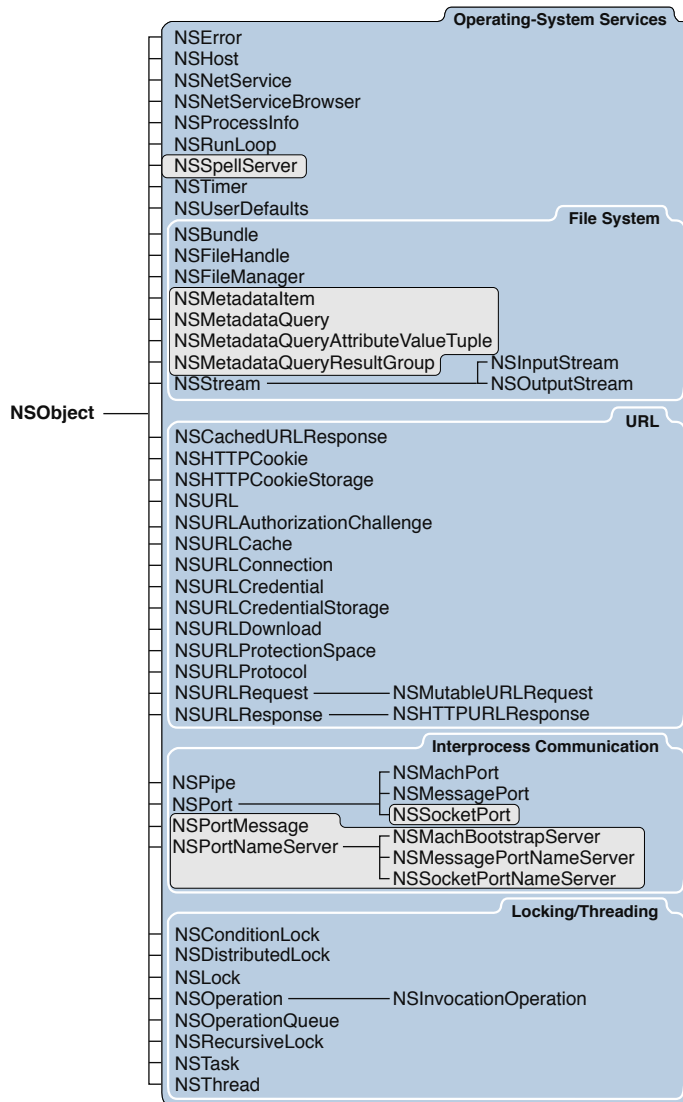 Operating-System Services
NSError
NSHost
NSNetService
NSNetServiceBrowser
NSProcessInfo
NSRunLoop
NSSpellServer
NSTimer
NSUserDefaults
File System
NSBundle
NSFileHandle
NSFileManager
NSMetadataItem
NSMetadataQuery
NSMetadataQueryAttributeValueTuple
NSMetadataQueryResultGroup NSInputStream
NSStream NSOutputStream
NSObject
URL
NSCachedURLResponse
NSHTTPCookie
NSHTTPCookieStorage
NSURL
NSURLAuthorizationChallenge
NSURLCache
NSURLConnection
NSURLCredential
NSURLCredentialStorage
NSURLDownload
NSURLProtectionSpace
NSURLProtocol
NSURLRequest NSMutableURLRequest
NSURLResponse NSHTTPURLResponse
Interprocess Communication
NSMachPort
NSPipe
NSMessagePort
NSPort
NSSocketPort
NSPortMessage
NSMachBootstrapServer
NSPortNameServer
NSMessagePortNameServer
NSSocketPortNameServer
Locking/Threading
NSConditionLock
NSDistributedLock
NSLock
NSOperation NSInvocationOperation
NSOperationQueue
NSRecursiveLock
NSTask
NSThread